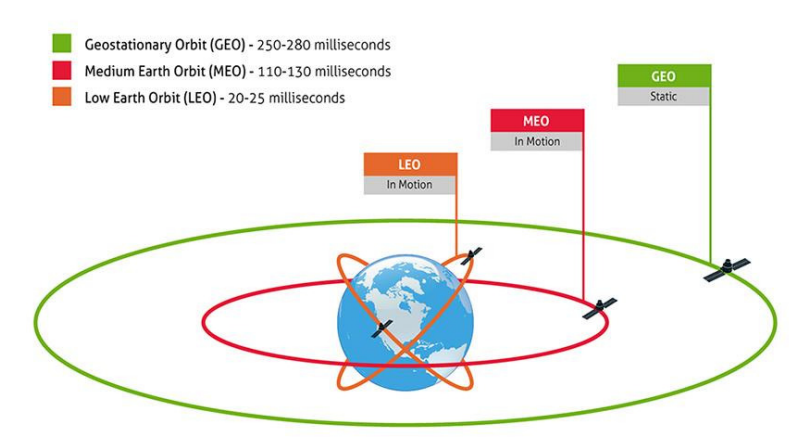 Geostationary Orbit (GEO) - 250-280 milliseconds
Medium Earth Orbit (MEO) - 110-130 milliseconds
Low Earth Orbit (LEO) - 20-25 milliseconds
GEO
Static
MEO
In Motion
LEO
In Motion